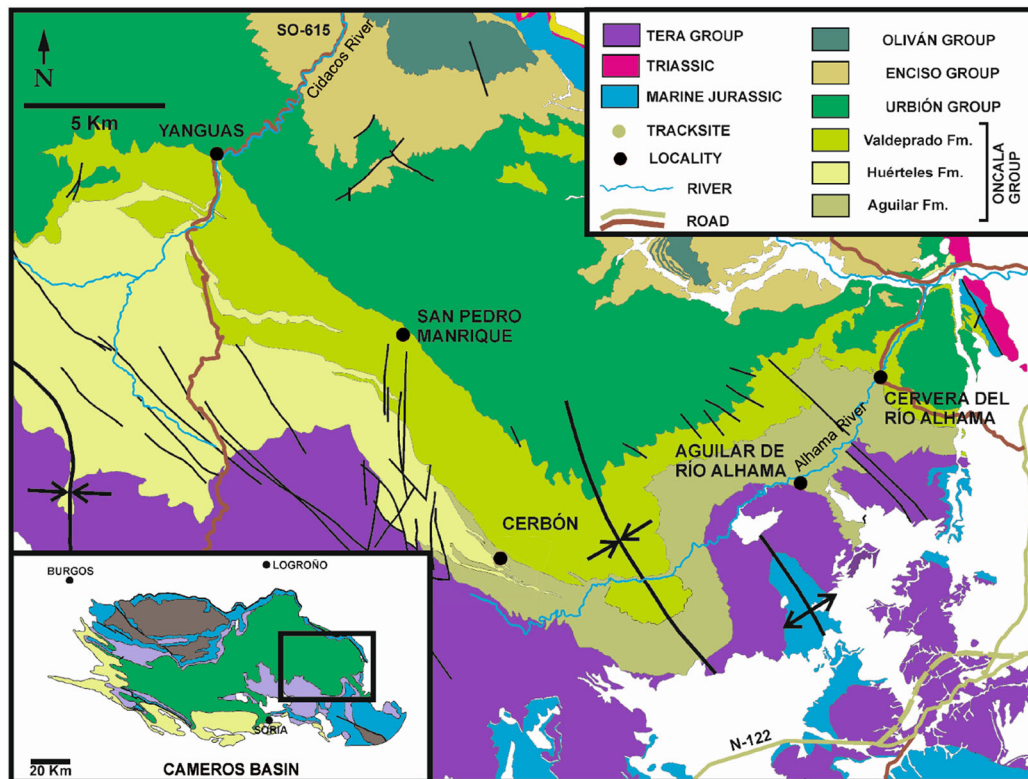 SO-615
Cidacos River
N
5 Km
YANGUAS
SAN PEDRO
MANRIQUE
CERBÓN
AGUILAR DE
RÍO ALHAMA
Alhama River
CERVERA DEL
RÍO ALHAMA
N-122
TERA GROUP
TRIASSIC
MARINE JURASSIC
TRACKSITE
LOCALITY
RIVER
ROAD
OLIVÁN GROUP
ENCISO GROUP
URBIÓN GROUP
Valdeprado Fm.
Huérteles Fm.
Aguilar Fm.
ONCALA
GROUP
BURGOS
LOGROÑO
SORIA
20 Km
CAMEROS BASIN